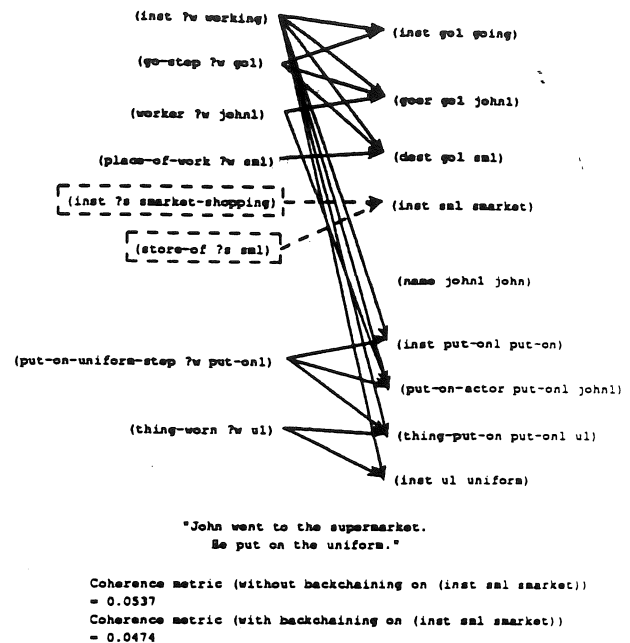 (inst ?w working)
(inst go1 going)
(go-step ?w go1)
(goer go1 john1)
(worker ?w john1)
(place-of-work ?w sm1)
(dest go1 sm1)
(inst ?s smarket-shopping)
(inst sm1 smarket)
(store-of ?s sm1)
(name john1 john)
(inst put-on1 put-on)
(put-on-uniform-step ?w put-on1)
(put-on-actor put-on1 john1)
(thing-worn ?w u1)
(thing-put-on put-on1 u1)
(inst u1 uniform)
"John went to the supermarket.
He put on the uniform."
Coherence metric (without backchaining on (inst sm1 smarket))
= 0.0537
Coherence metric (with backchaining on (inst sm1 smarket))
= 0.0474